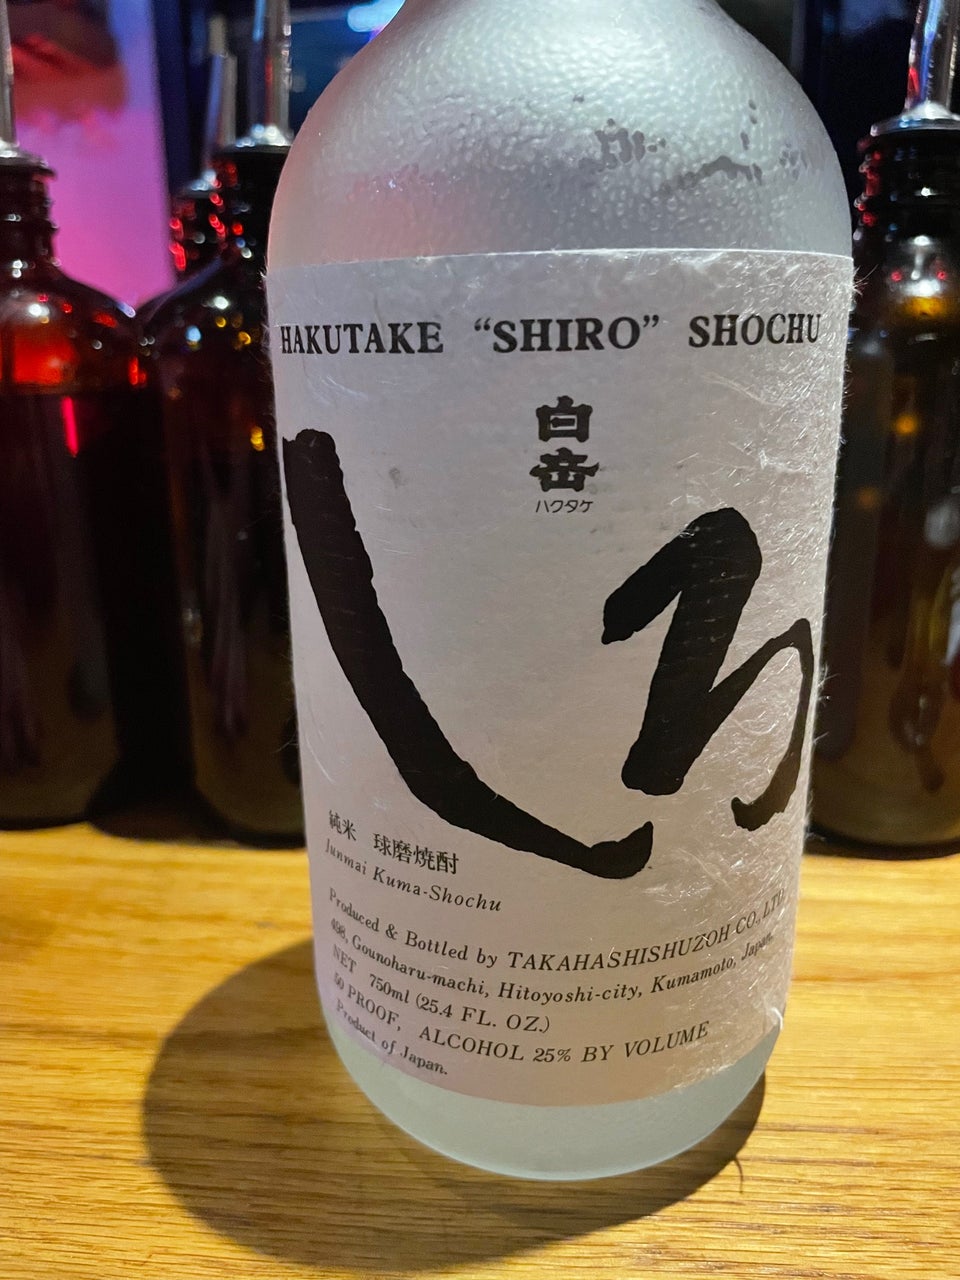 HAKUTAKE “SHIRO” SHOCHU
白岳
ハクタケ
しろ
純米 球磨焼酎
Junmai Kuma-Shochu
Produced & Bottled by TAKAHASHISHUZOH CO., LTD.
498, Gounoharu-machi, Hitoyoshi-city, Kumamoto, Japan.
NET 750ml (25.4 FL. OZ.)
50 PROOF, ALCOHOL 25% BY VOLUME
Product of Japan.